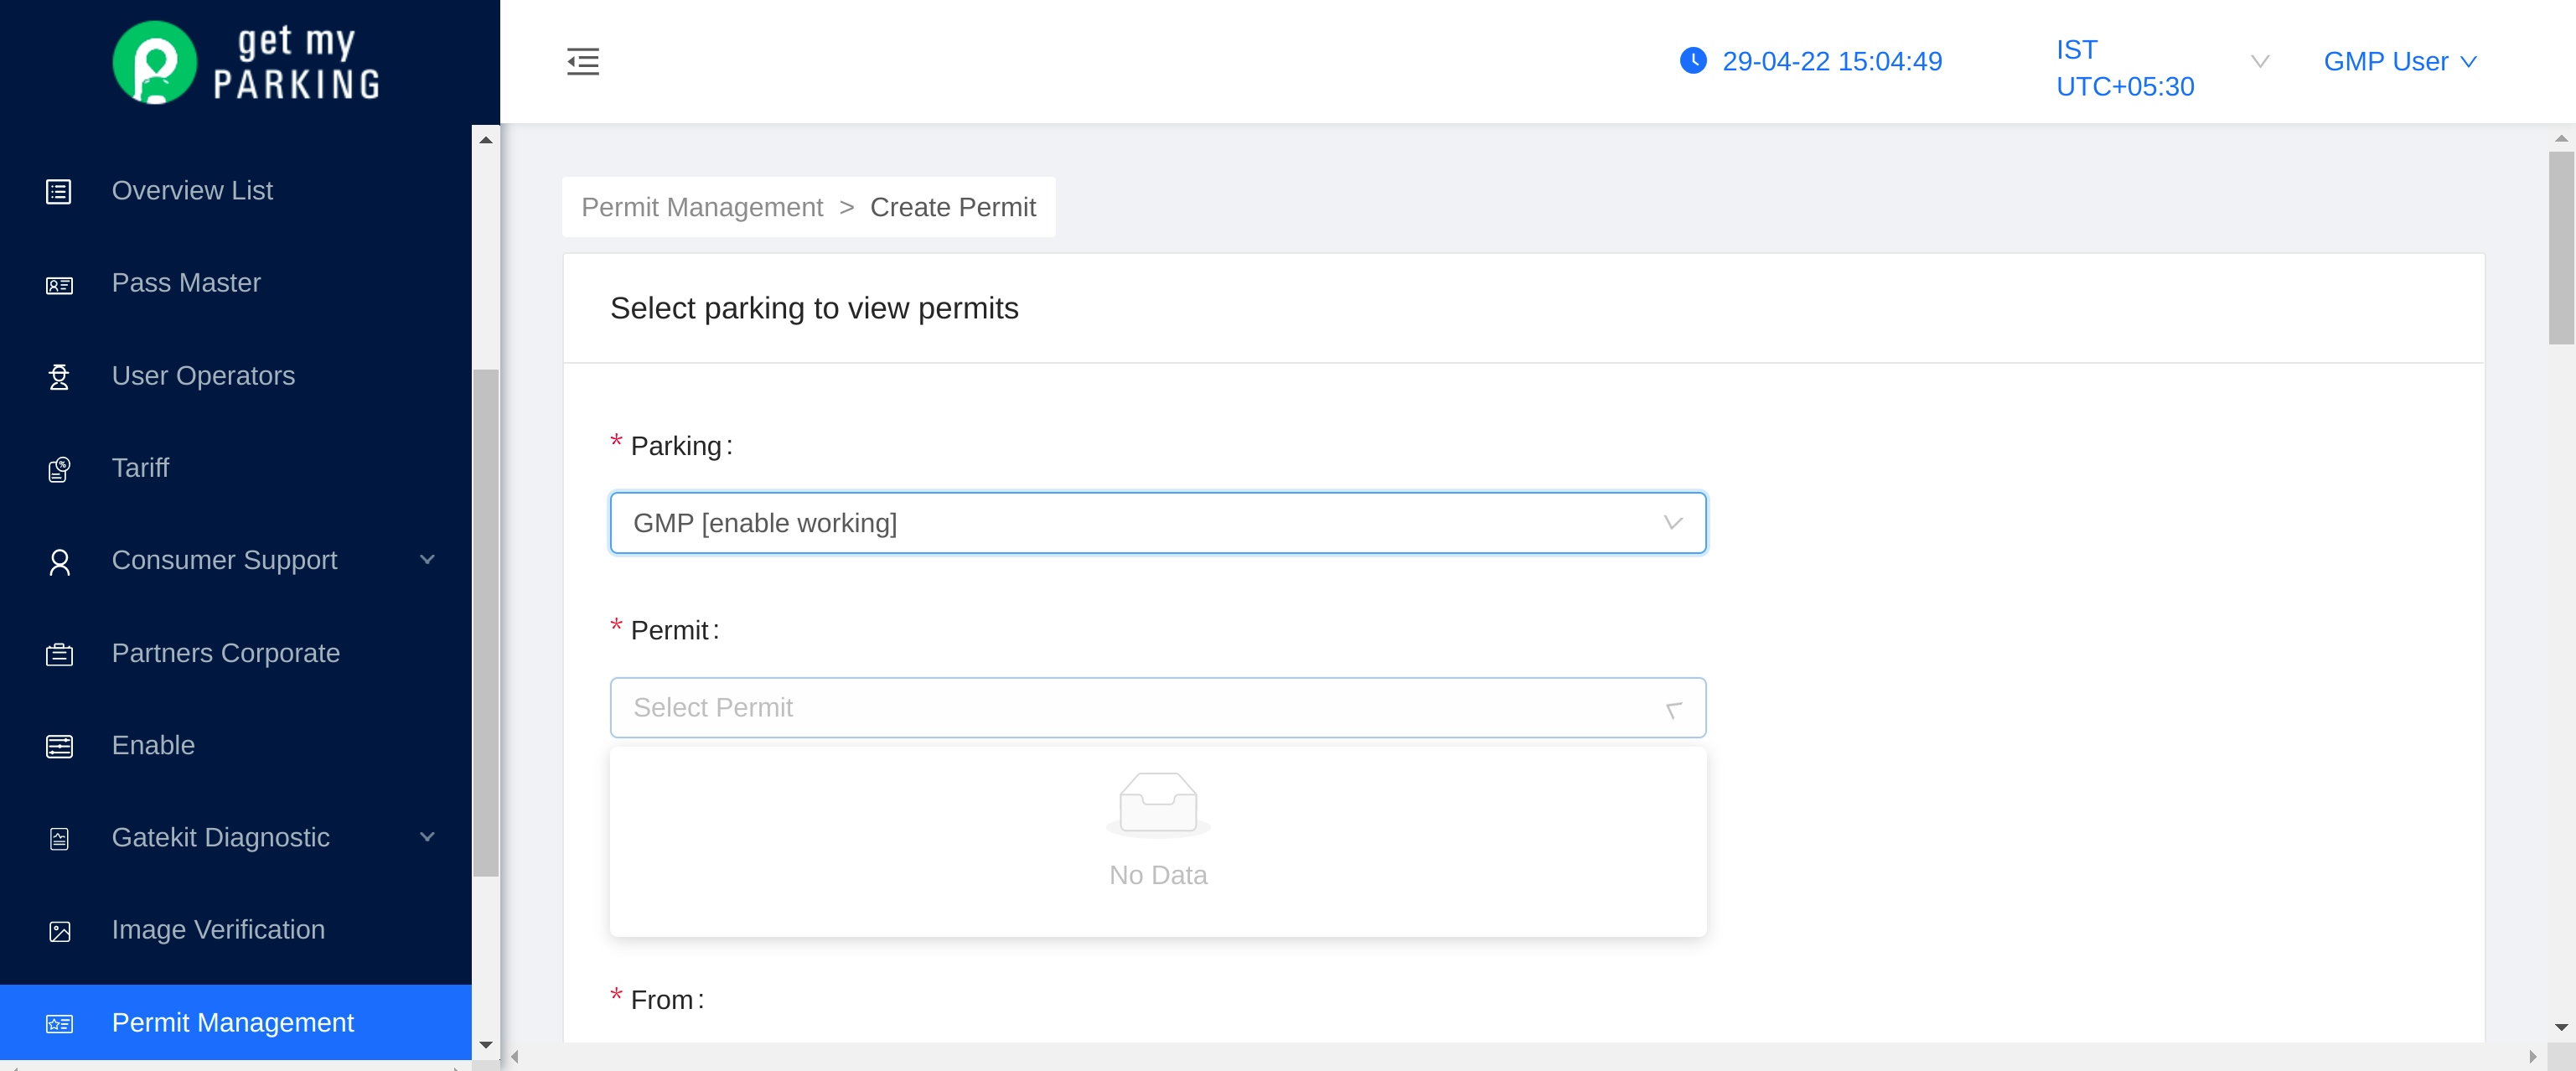 get my
PARKING
29-04-22 15:04:49
IST
UTC+05:30
GMP User
Overview List
Pass Master
User Operators
Tariff
Consumer Support
Partners Corporate
Enable
Gatekit Diagnostic
Image Verification
Permit Management
Permit Management > Create Permit
Select parking to view permits
* Parking:
GMP [enable working]
* Permit:
Select Permit
No Data
* From: